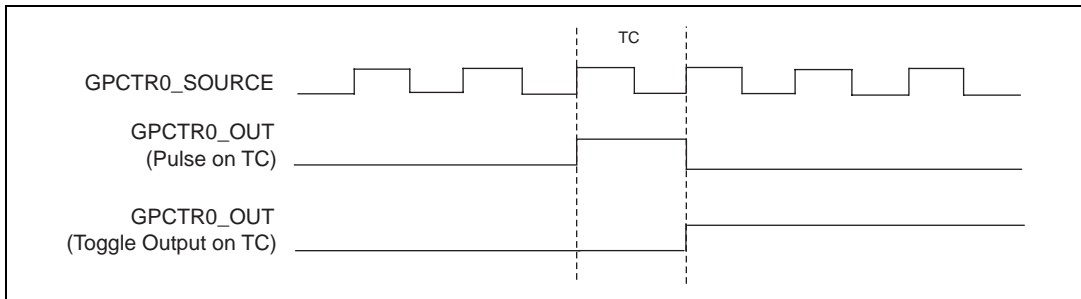 TC
GPCTR0_SOURCE
GPCTR0_OUT
(Pulse on TC)
GPCTR0_OUT
(Toggle Output on TC)